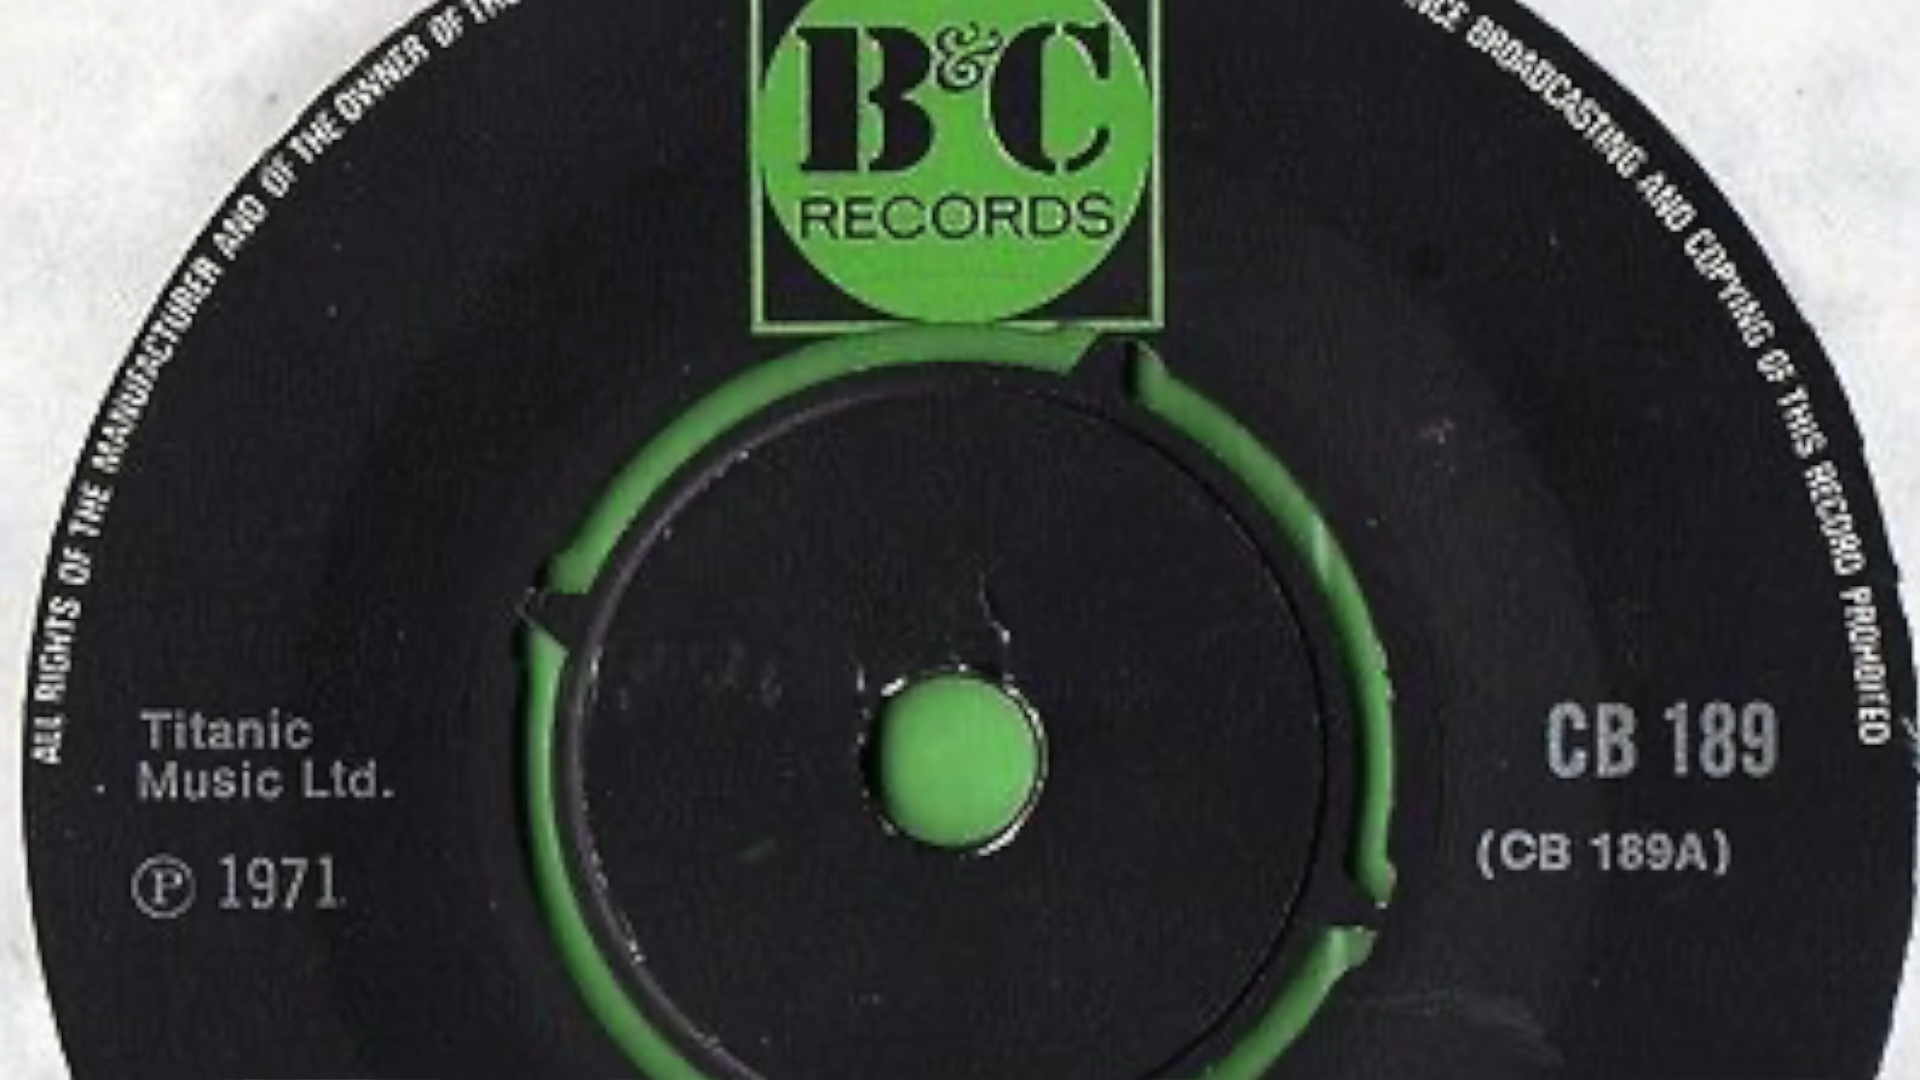 ALL RIGHTS OF THE MANUFACTURER AND OF THE OWNER OF
BROADCASTING AND COPYING OF THIS RECORD PROHIBITED
B&C
RECORDS
Titanic
Music Ltd.
Ⓟ 1971
CB 189
(CB 189A)